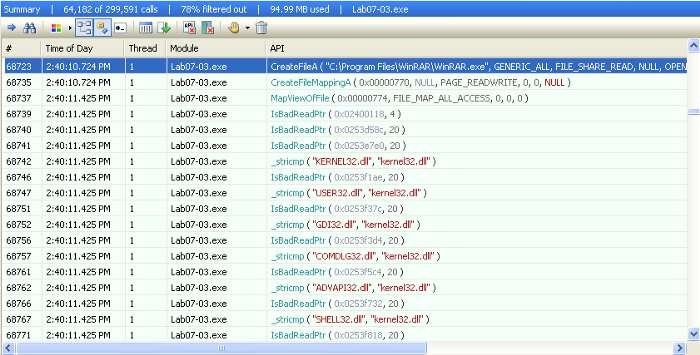 Summary | 64,182 of 299,591 calls | 78% filtered out | 94.99 MB used | Lab07-03.exe
# Time of Day Thread Module API
68723 2:40:10.724 PM 1 Lab07-03.exe CreateFileA ( "C:\Program Files\WinRAR\WinRAR.exe", GENERIC_ALL, FILE_SHARE_READ, NULL, OPEN
68735 2:40:10.724 PM 1 Lab07-03.exe CreateFileMappingA ( 0x00000770, NULL, PAGE_READWRITE, 0, 0, NULL )
68737 2:40:11.425 PM 1 Lab07-03.exe MapViewOfFile ( 0x00000774, FILE_MAP_ALL_ACCESS, 0, 0, 0 )
68739 2:40:11.425 PM 1 Lab07-03.exe IsBadReadPtr ( 0x02400118, 4 )
68740 2:40:11.425 PM 1 Lab07-03.exe IsBadReadPtr ( 0x0253d58c, 20 )
68741 2:40:11.425 PM 1 Lab07-03.exe IsBadReadPtr ( 0x0253e7e0, 20 )
68742 2:40:11.425 PM 1 Lab07-03.exe _stricmp ( "KERNEL32.dll", "kernel32.dll" )
68746 2:40:11.425 PM 1 Lab07-03.exe IsBadReadPtr ( 0x0253f1ae, 20 )
68747 2:40:11.425 PM 1 Lab07-03.exe _stricmp ( "USER32.dll", "kernel32.dll" )
68751 2:40:11.425 PM 1 Lab07-03.exe IsBadReadPtr ( 0x0253f37c, 20 )
68752 2:40:11.425 PM 1 Lab07-03.exe _stricmp ( "GDI32.dll", "kernel32.dll" )
68756 2:40:11.425 PM 1 Lab07-03.exe IsBadReadPtr ( 0x0253f3d4, 20 )
68757 2:40:11.425 PM 1 Lab07-03.exe _stricmp ( "COMDLG32.dll", "kernel32.dll" )
68761 2:40:11.425 PM 1 Lab07-03.exe IsBadReadPtr ( 0x0253f5c4, 20 )
68762 2:40:11.425 PM 1 Lab07-03.exe _stricmp ( "ADVAPI32.dll", "kernel32.dll" )
68766 2:40:11.425 PM 1 Lab07-03.exe IsBadReadPtr ( 0x0253f732, 20 )
68767 2:40:11.425 PM 1 Lab07-03.exe _stricmp ( "SHELL32.dll", "kernel32.dll" )
68771 2:40:11.425 PM 1 Lab07-03.exe IsBadReadPtr ( 0x0253f818, 20 )